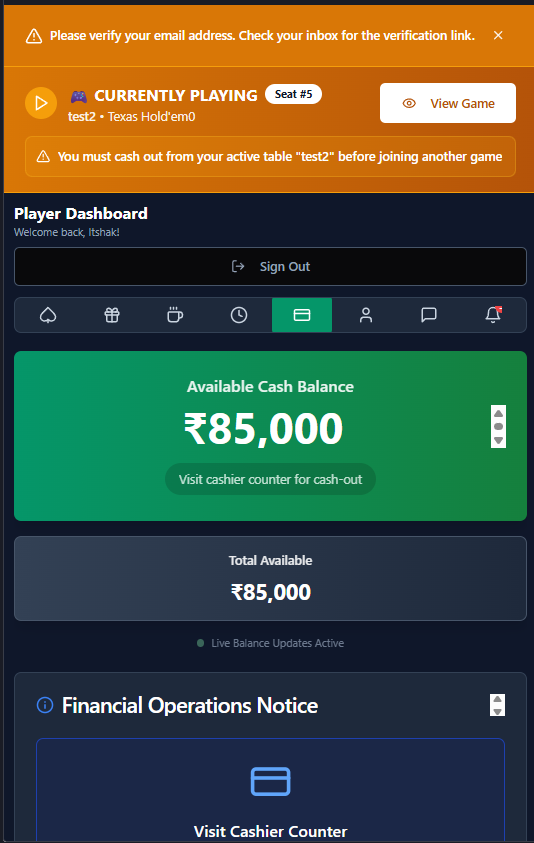 Please verify your email address. Check your inbox for the verification link.
🎮 CURRENTLY PLAYING Seat #5
test2 • Texas Hold'em0
View Game
You must cash out from your active table "test2" before joining another game
Player Dashboard
Welcome back, Itshak!
Sign Out
Available Cash Balance
₹85,000
Visit cashier counter for cash-out
Total Available
₹85,000
Live Balance Updates Active
Financial Operations Notice
Visit Cashier Counter